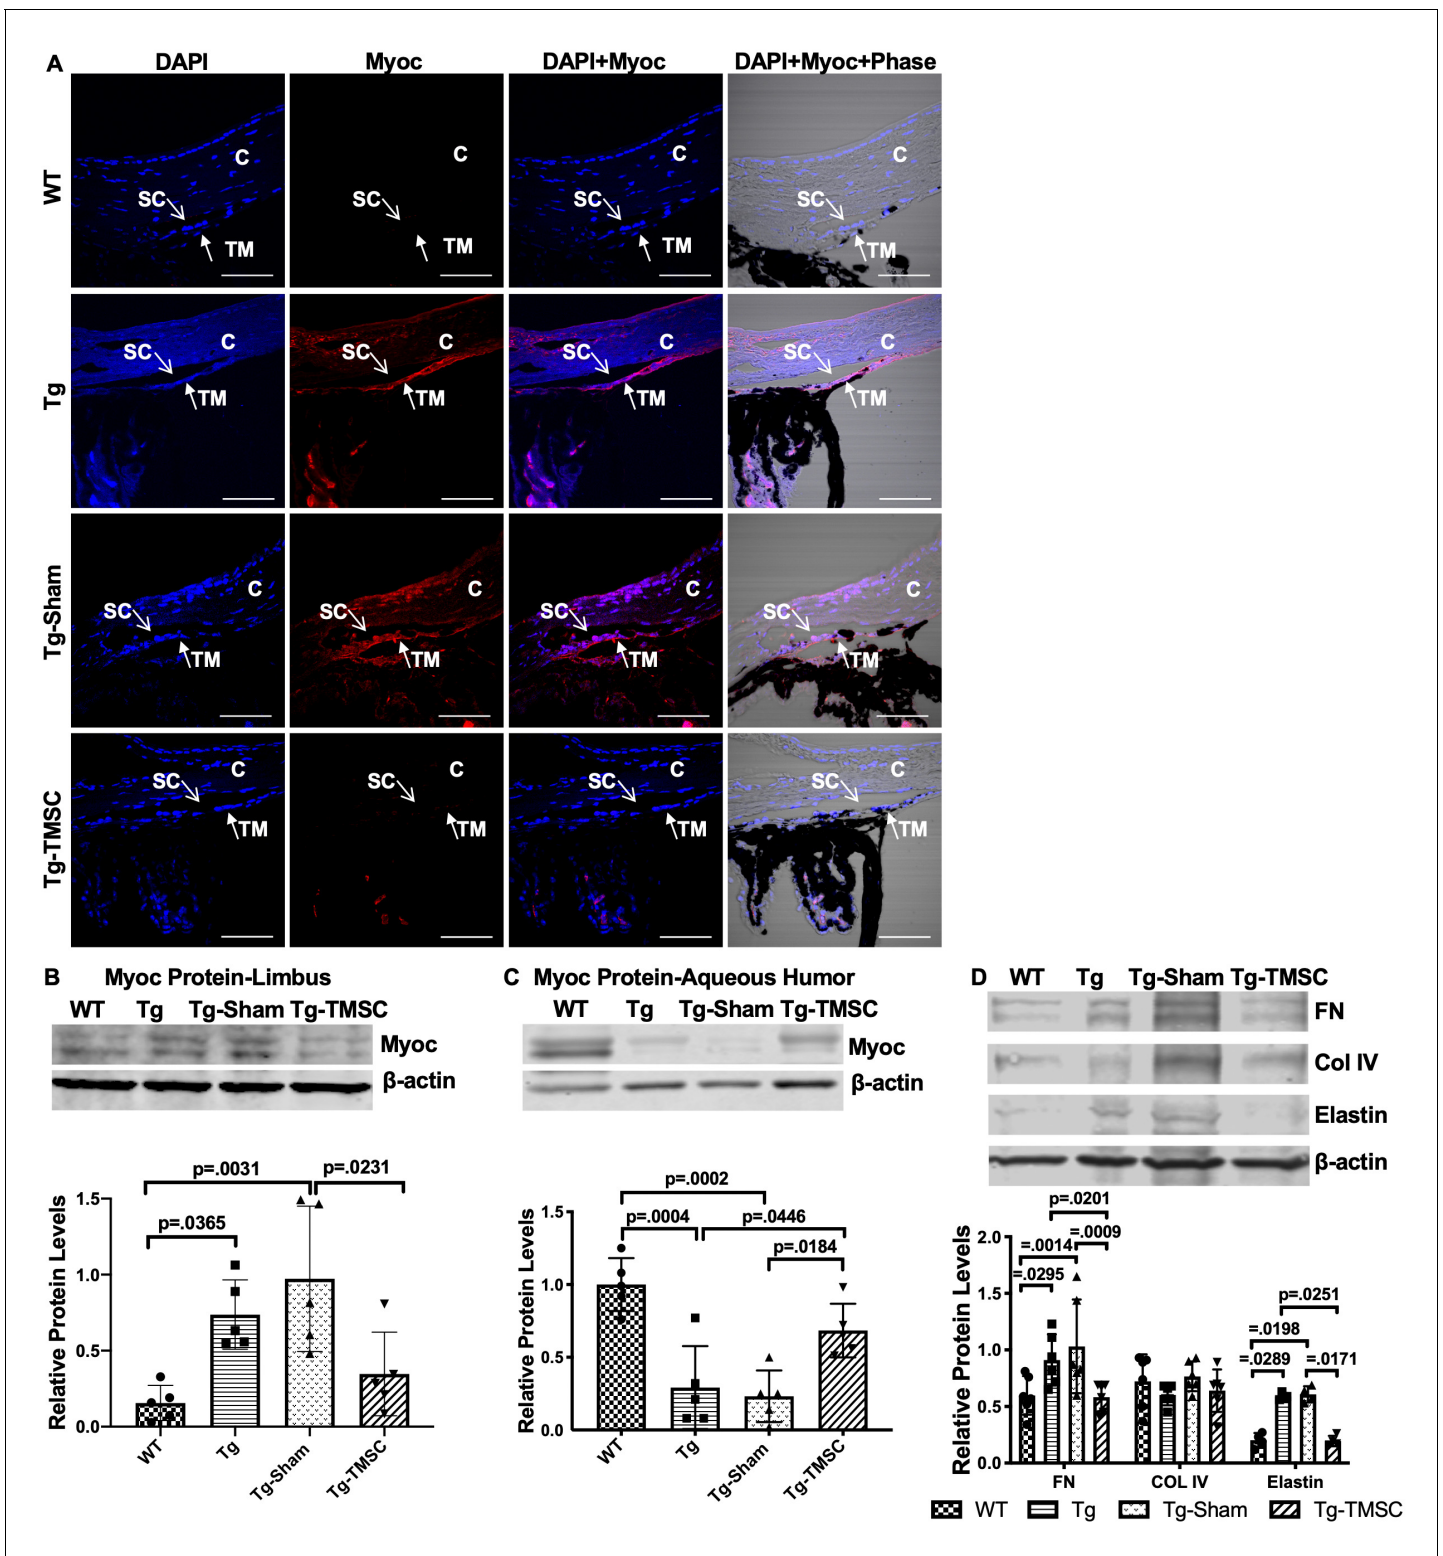 A
DAPI Myoc DAPI+Myoc DAPI+Myoc+Phase
WT
C C C C
SC SC SC
TM TM TM TM
Tg
C C C C
SC SC SC SC
TM TM TM TM
Tg-Sham
C C C C
SC SC SC SC
TM TM TM TM
Tg-TMSC
C C C C
SC SC SC SC
TM TM TM TM
B Myoc Protein-Limbus
WT Tg Tg-Sham Tg-TMSC
Myoc
β-actin
p=.0031 p=.0231
p=.0365
Relative Protein Levels
1.5
1.0
0.5
0.0
WT Tg Tg-Sham Tg-TMSC
C Myoc Protein-Aqueous Humor
WT Tg Tg-Sham Tg-TMSC
Myoc
β-actin
p=.0002
p=.0004 p=.0446
p=.0184
Relative Protein Levels
1.5
1.0
0.5
0.0
WT Tg Tg-Sham Tg-TMSC
D WT Tg Tg-Sham Tg-TMSC
FN
Col IV
Elastin
β-actin
p=.0201
=.0014 =.0009
=.0295
p=.0251
=.0198
=.0289 =.0171
Relative Protein Levels
2.0
1.5
1.0
0.5
0.0
FN COL IV Elastin
WT Tg Tg-Sham Tg-TMSC